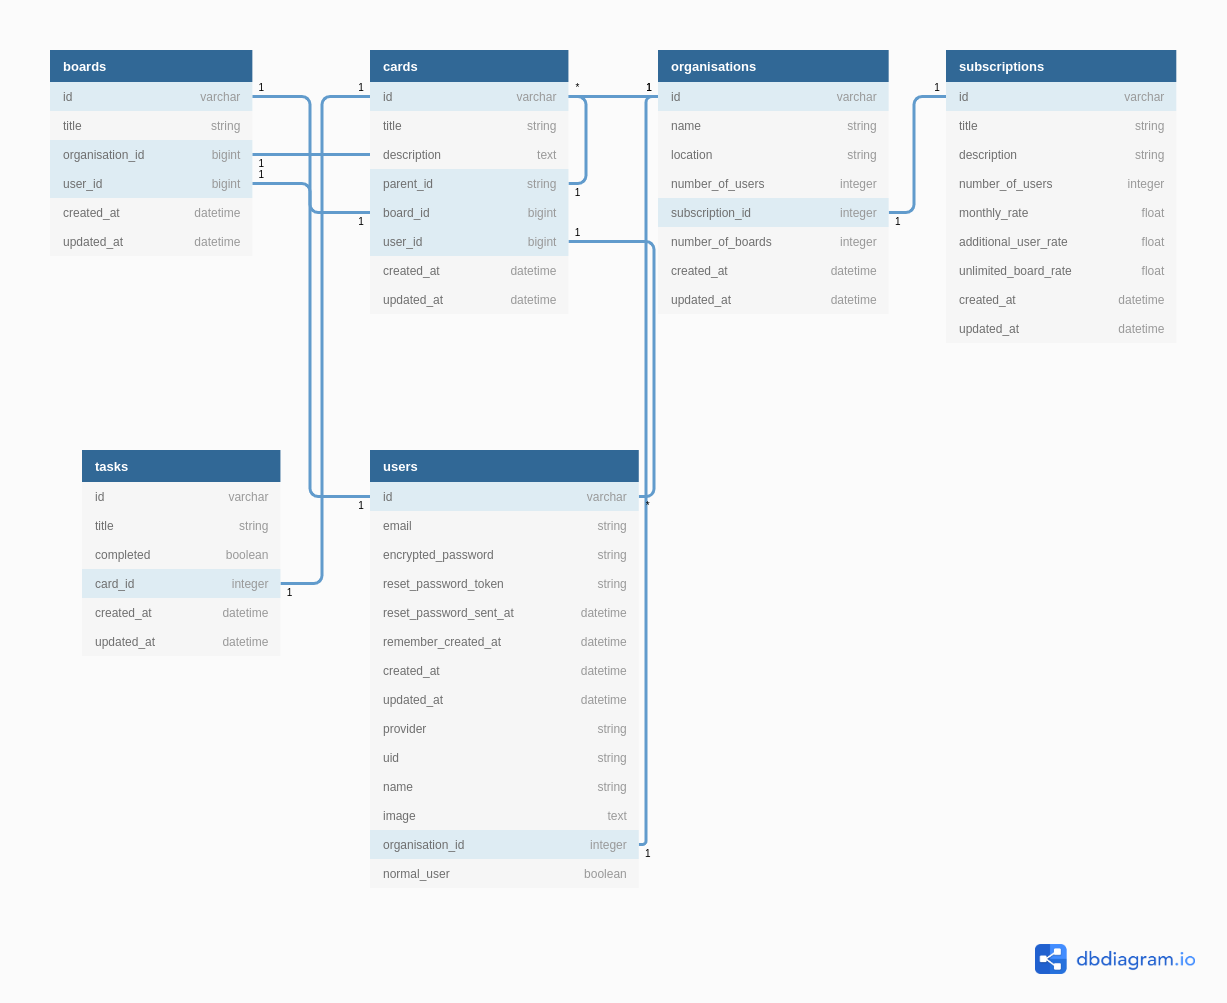 boards
id varchar
title string
organisation_id bigint
user_id bigint
created_at datetime
updated_at datetime
1
1
1
cards
id varchar
title string
description text
parent_id string
board_id bigint
user_id bigint
created_at datetime
updated_at datetime
1
1
*
1
1
organisations
id varchar
name string
location string
number_of_users integer
subscription_id integer
number_of_boards integer
created_at datetime
updated_at datetime
1
1
subscriptions
id varchar
title string
description string
number_of_users integer
monthly_rate float
additional_user_rate float
unlimited_board_rate float
created_at datetime
updated_at datetime
1
tasks
id varchar
title string
completed boolean
card_id integer
created_at datetime
updated_at datetime
1
users
id varchar
email string
encrypted_password string
reset_password_token string
reset_password_sent_at datetime
remember_created_at datetime
created_at datetime
updated_at datetime
provider string
uid string
name string
image text
organisation_id integer
normal_user boolean
1
*
1
dbdiagram.io